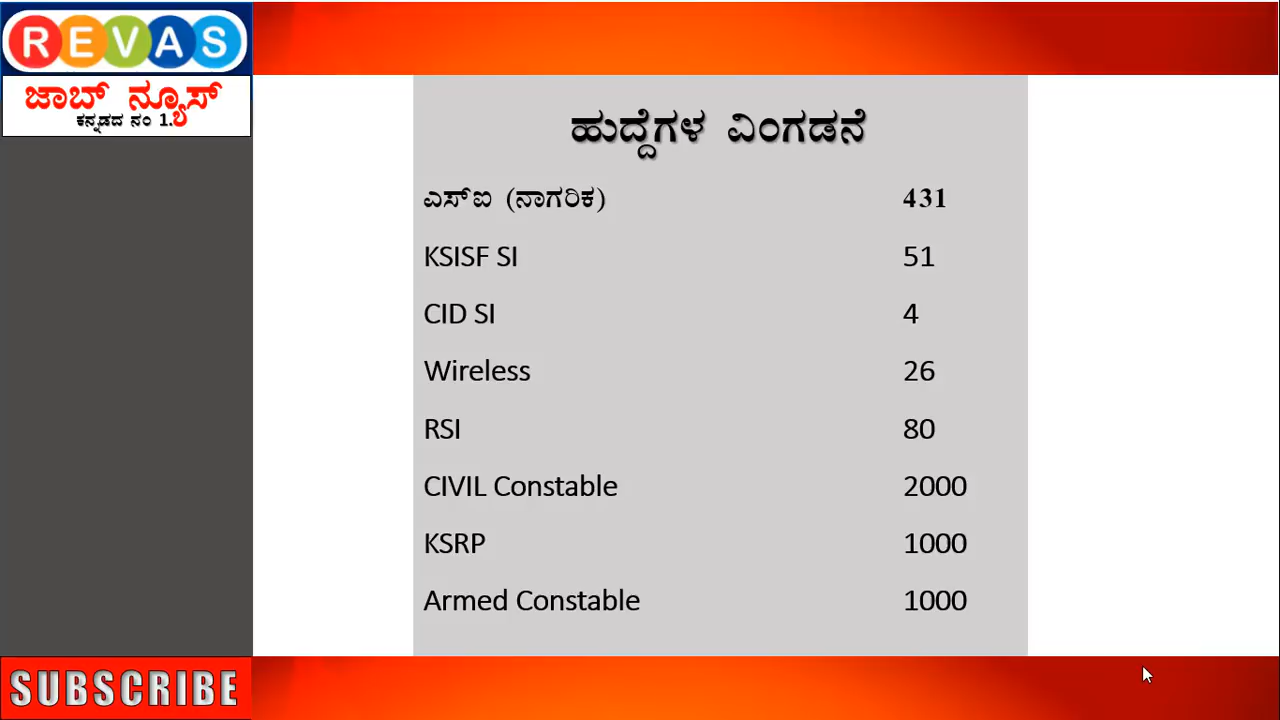 REVAS
ಜಾಬ್ ನ್ಯೂಸ್
ಕನ್ನಡದ ನಂ 1.
ಹುದ್ದೆಗಳ ವಿಂಗಡನೆ
ಎಸ್ಐ (ನಾಗರಿಕ) 431
KSISF SI 51
CID SI 4
Wireless 26
RSI 80
CIVIL Constable 2000
KSRP 1000
Armed Constable 1000
SUBSCRIBE